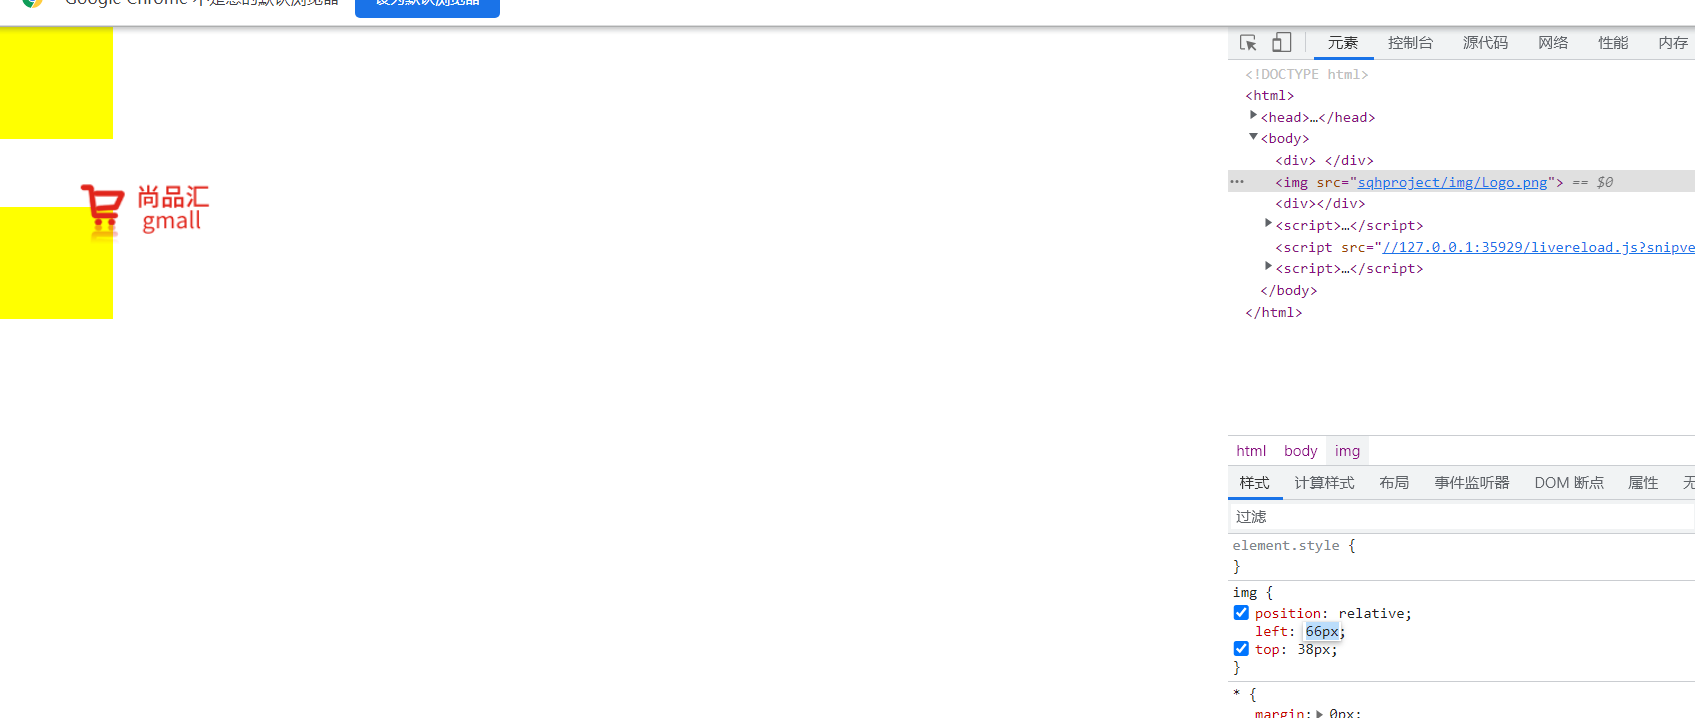 Google Chrome 不是您的默认浏览器 设为默认浏览器
尚品汇
gmall
元素 控制台 源代码 网络 性能 内存
<!DOCTYPE html>
<html>
<head>…</head>
<body>
<div> </div>
<img src="sqhproject/img/Logo.png"> == $0
<div></div>
<script>…</script>
<script src="//127.0.0.1:35929/livereload.js?snipve
<script>…</script>
</body>
</html>
html body img
样式 计算样式 布局 事件监听器 DOM 断点 属性 无
过滤
element.style {
}
img {
position: relative;
left: 66px;
top: 38px;
}
* {
margin: 0px;